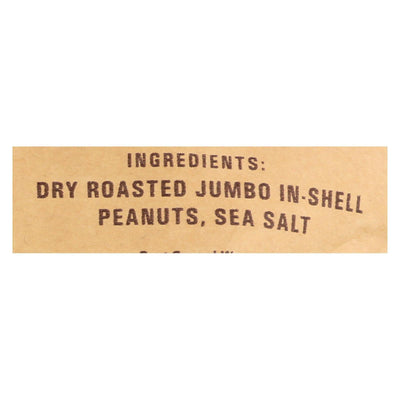 INGREDIENTS:
DRY ROASTED JUMBO IN-SHELL
PEANUTS, SEA SALT